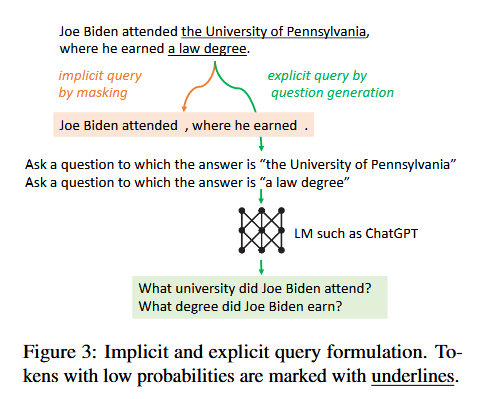 Joe Biden attended the University of Pennsylvania,
where he earned a law degree.
implicit query
by masking
explicit query by
question generation
Joe Biden attended , where he earned .
Ask a question to which the answer is “the University of Pennsylvania”
Ask a question to which the answer is “a law degree”
LM such as ChatGPT
What university did Joe Biden attend?
What degree did Joe Biden earn?
Figure 3: Implicit and explicit query formulation. To-
kens with low probabilities are marked with underlines.